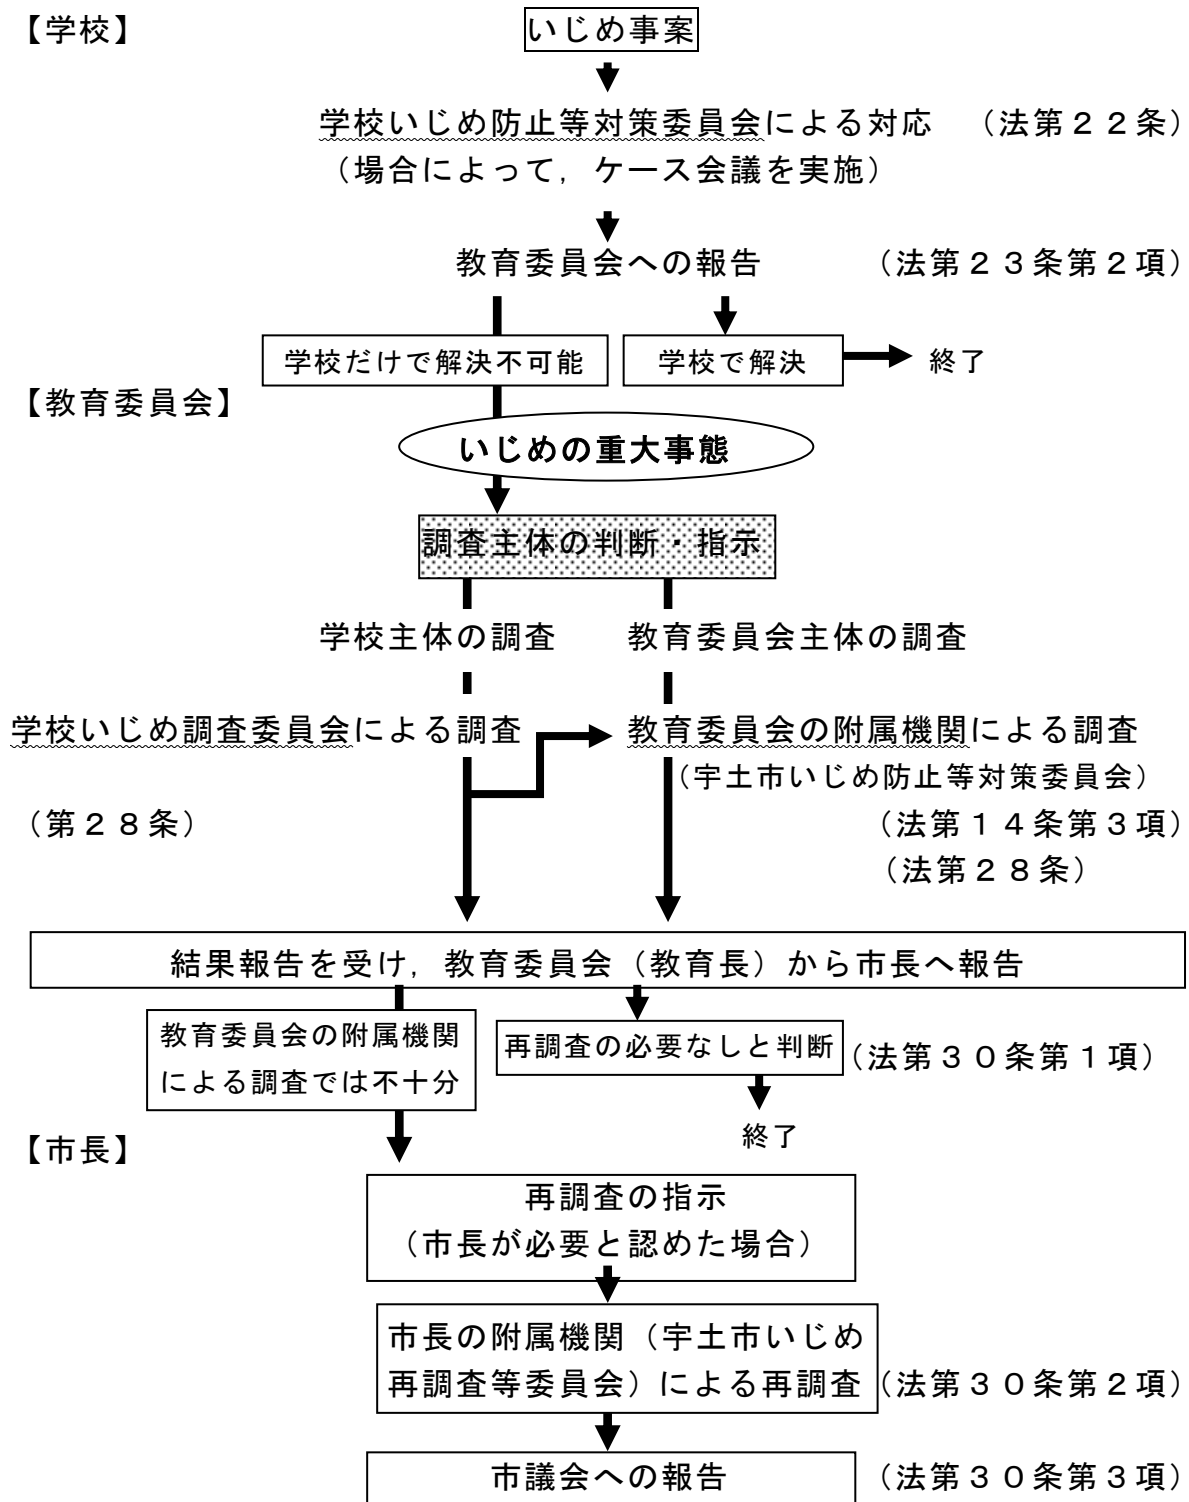 【学校】
いじめ事案
学校いじめ防止等対策委員会による対応　（法第２２条）
（場合によって，ケース会議を実施）
教育委員会への報告　（法第２３条第２項）
学校だけで解決不可能
学校で解決
終了
【教育委員会】
いじめの重大事態
調査主体の判断・指示
学校主体の調査
教育委員会主体の調査
学校いじめ調査委員会による調査
教育委員会の附属機関による調査
（宇土市いじめ防止等対策委員会）
（第２８条）
（法第１４条第３項）
（法第２８条）
結果報告を受け，教育委員会（教育長）から市長へ報告
教育委員会の附属機関
による調査では不十分
再調査の必要なしと判断
（法第３０条第１項）
終了
【市長】
再調査の指示
（市長が必要と認めた場合）
市長の附属機関（宇土市いじめ
再調査等委員会）による再調査
（法第３０条第２項）
市議会への報告
（法第３０条第３項）